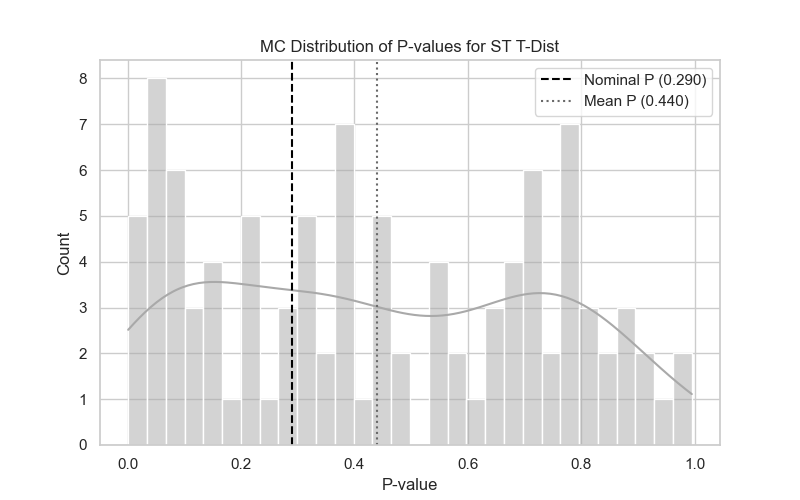 MC Distribution of P-values for ST T-Dist
Nominal P (0.290)
Mean P (0.440)
Count
8
7
6
5
4
3
2
1
0
0.0 0.2 0.4 0.6 0.8 1.0
P-value